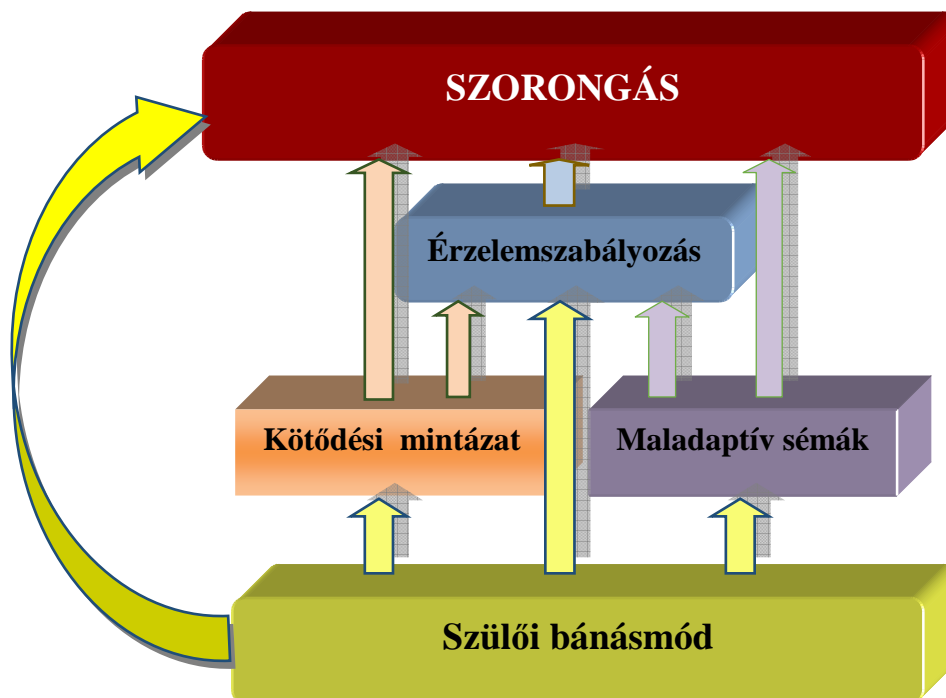 SZORONGÁS
Érzelemszabályozás
Kötődési mintázat
Maladaptív sémák
Szülői bánásmód